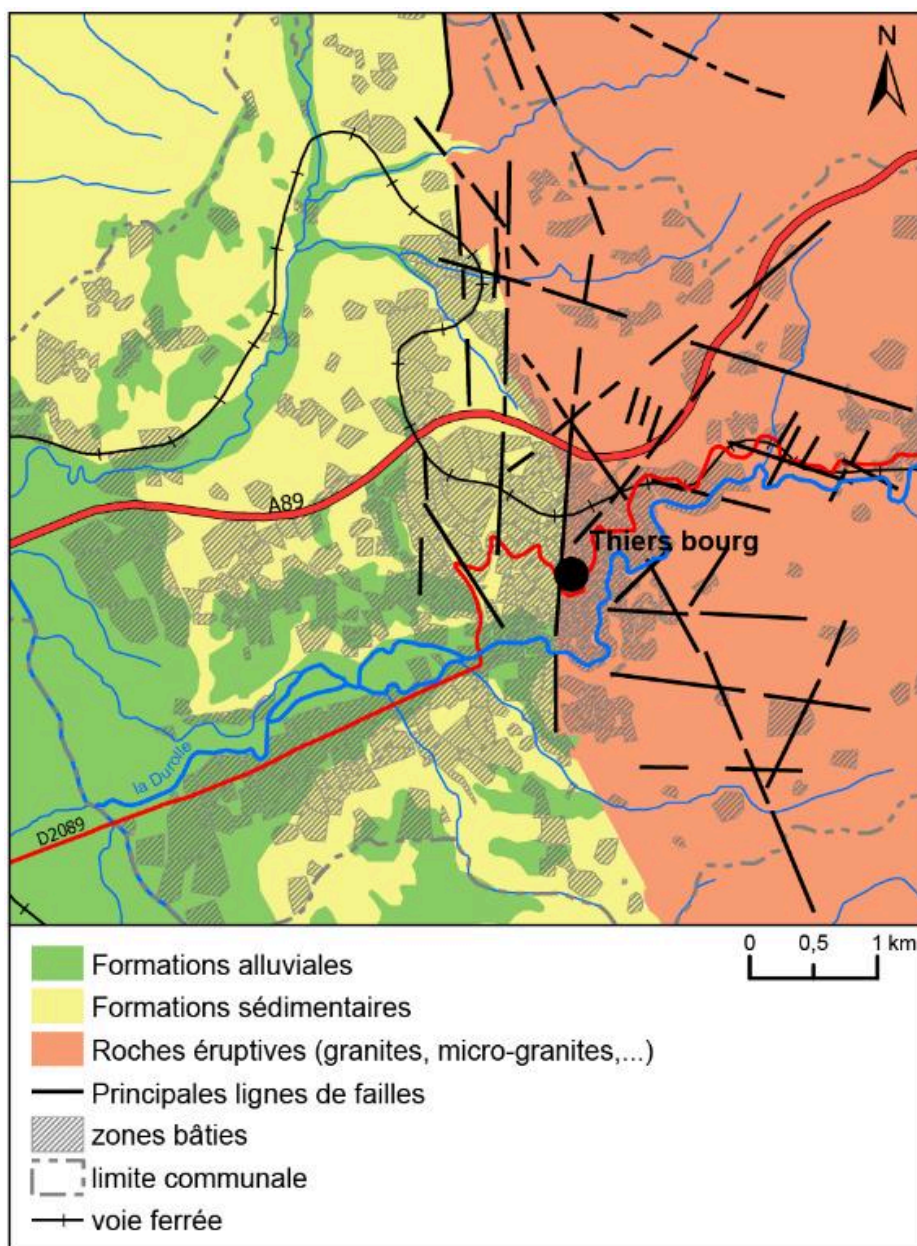 N
A89
Thiers bourg
la Durolle
D2089
0 0,5 1 km
Formations alluviales
Formations sédimentaires
Roches éruptives (granites, micro-granites,...)
Principales lignes de failles
zones bâties
limite communale
voie ferrée